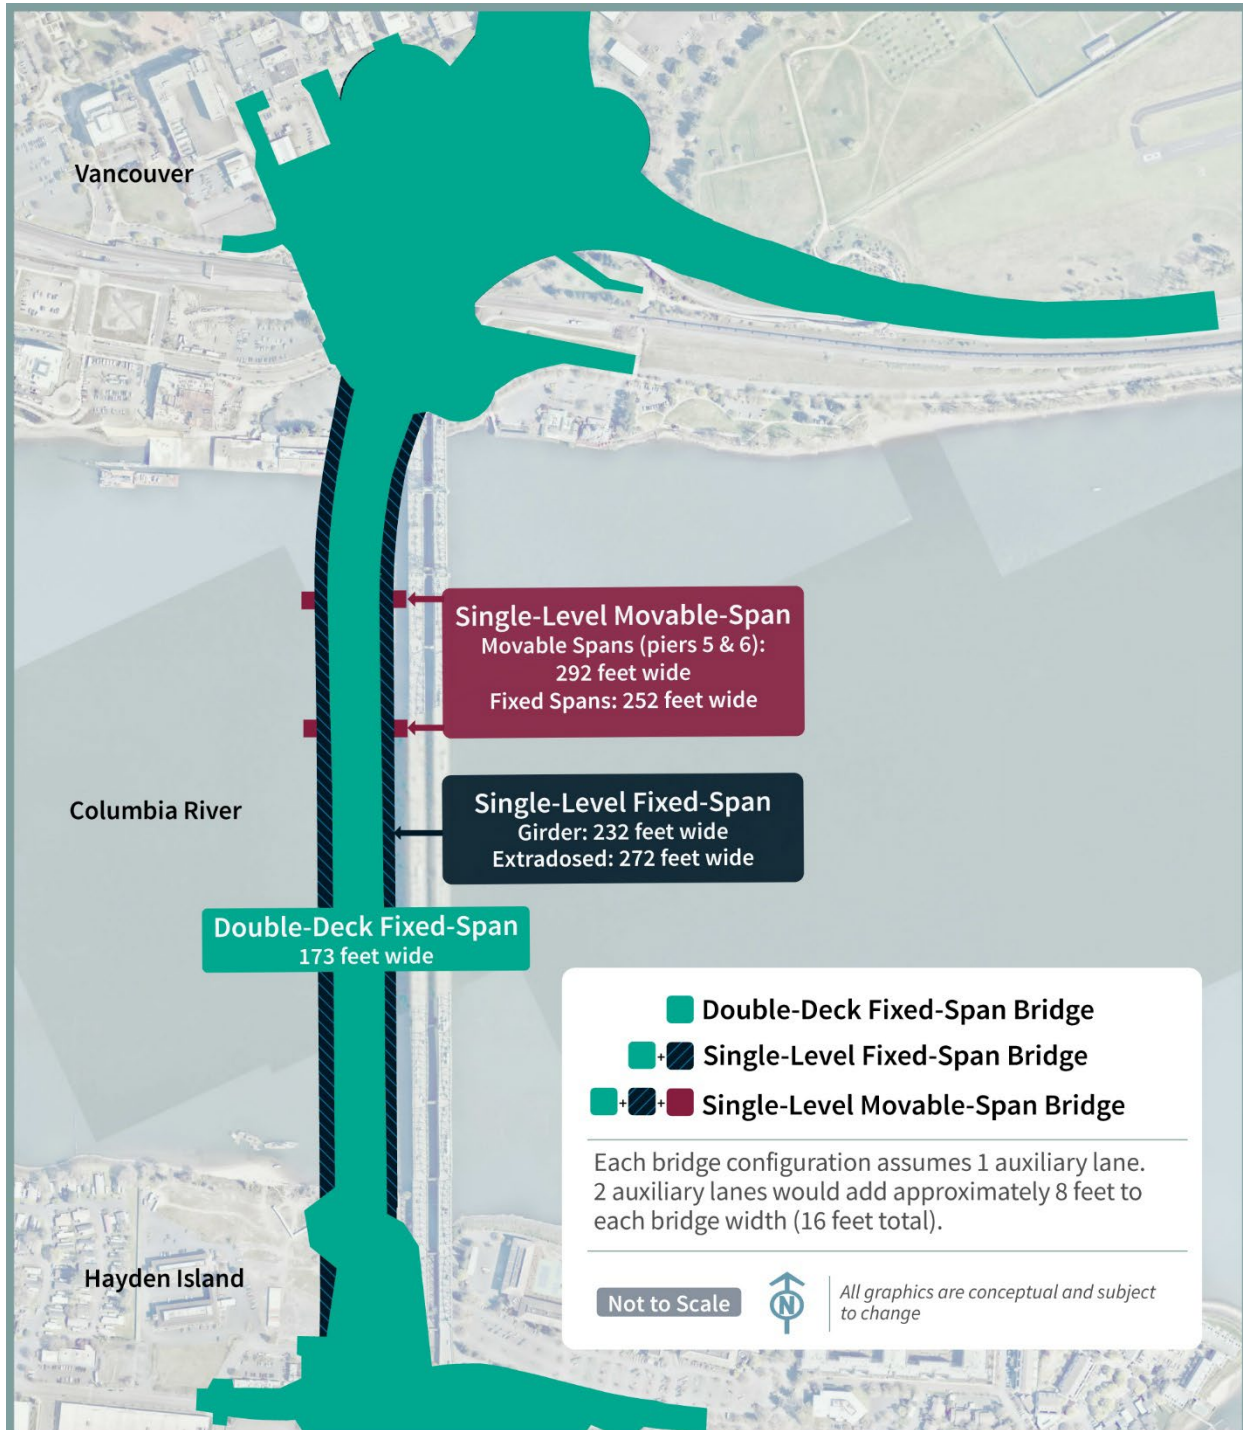 Vancouver
Single-Level Movable-Span
Movable Spans (piers 5 & 6):
292 feet wide
Fixed Spans: 252 feet wide
Columbia River
Single-Level Fixed-Span
Girder: 232 feet wide
Extradosed: 272 feet wide
Double-Deck Fixed-Span
173 feet wide
Double-Deck Fixed-Span Bridge
+ Single-Level Fixed-Span Bridge
+ + Single-Level Movable-Span Bridge
Each bridge configuration assumes 1 auxiliary lane.
2 auxiliary lanes would add approximately 8 feet to
each bridge width (16 feet total).
Hayden Island
Not to Scale
N
All graphics are conceptual and subject
to change